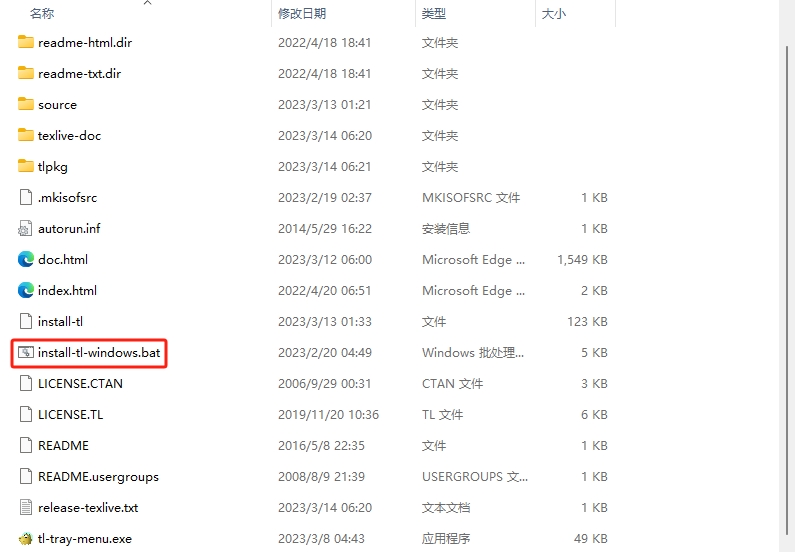 名称 修改日期 类型 大小
readme-html.dir 2022/4/18 18:41 文件夹
readme-txt.dir 2022/4/18 18:41 文件夹
source 2023/3/13 01:21 文件夹
texlive-doc 2023/3/14 06:20 文件夹
tlpkg 2023/3/14 06:21 文件夹
.mkisofsrc 2023/2/19 02:37 MKISOFSRC 文件 1 KB
autorun.inf 2014/5/29 16:22 安装信息 1 KB
doc.html 2023/3/12 06:00 Microsoft Edge ... 1,549 KB
index.html 2022/4/20 06:51 Microsoft Edge ... 2 KB
install-tl 2023/3/13 01:33 文件 123 KB
install-tl-windows.bat 2023/2/20 04:49 Windows 批处理... 5 KB
LICENSE.CTAN 2006/9/29 00:31 CTAN 文件 3 KB
LICENSE.TL 2019/11/20 10:36 TL 文件 6 KB
README 2016/5/8 22:35 文件 1 KB
README.usergroups 2008/8/9 21:39 USERGROUPS 文... 1 KB
release-texlive.txt 2023/3/14 06:20 文本文档 1 KB
tl-tray-menu.exe 2023/3/8 04:43 应用程序 49 KB